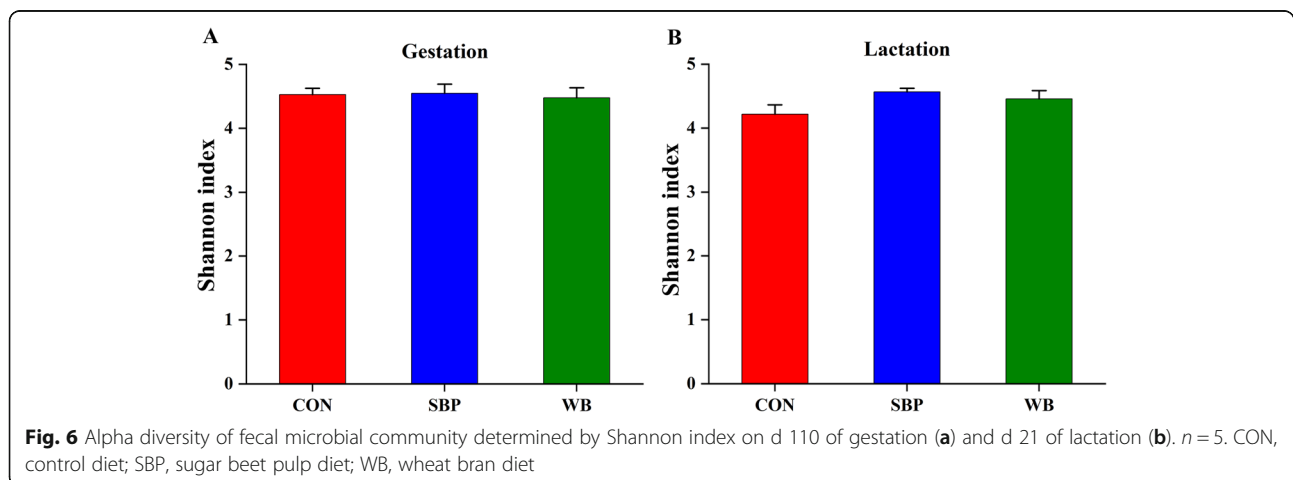 A
Gestation
Shannon index
5
4
3
2
1
0
CON SBP WB
B
Lactation
Shannon index
5
4
3
2
1
0
CON SBP WB
Fig. 6 Alpha diversity of fecal microbial community determined by Shannon index on d 110 of gestation (a) and d 21 of lactation (b). n = 5. CON,
control diet; SBP, sugar beet pulp diet; WB, wheat bran diet